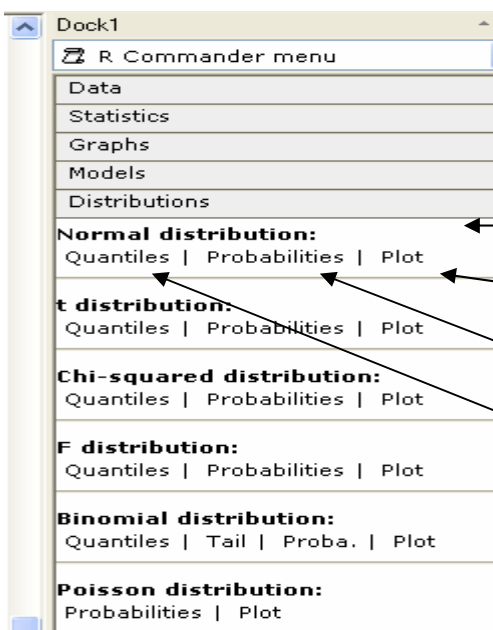 Dock1
R Commander menu
Data
Statistics
Graphs
Models
Distributions
Normal distribution:
Quantiles | Probabilities | Plot
t distribution:
Quantiles | Probabilities | Plot
Chi-squared distribution:
Quantiles | Probabilities | Plot
F distribution:
Quantiles | Probabilities | Plot
Binomial distribution:
Quantiles | Tail | Proba. | Plot
Poisson distribution:
Probabilities | Plot